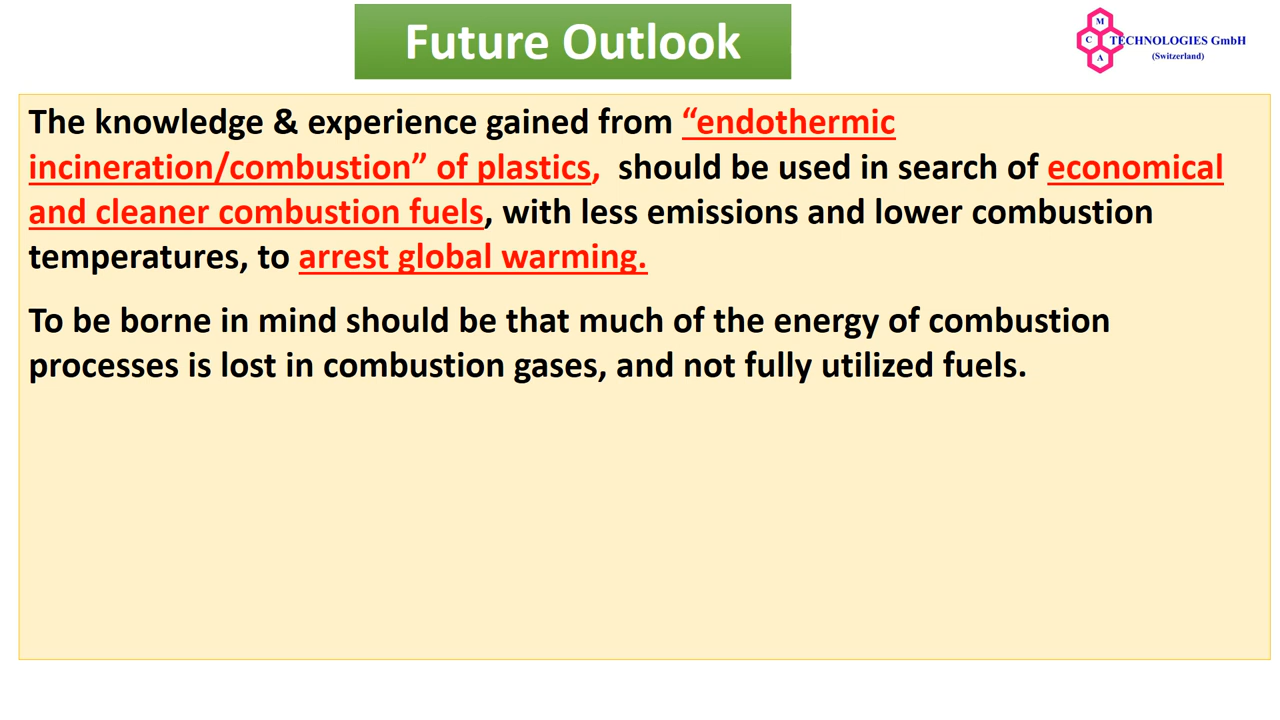 Future Outlook
M
C
A
TECHNOLOGIES GmbH
(Switzerland)
The knowledge & experience gained from “endothermic
incineration/combustion” of plastics, should be used in search of economical
and cleaner combustion fuels, with less emissions and lower combustion
temperatures, to arrest global warming.
To be borne in mind should be that much of the energy of combustion
processes is lost in combustion gases, and not fully utilized fuels.